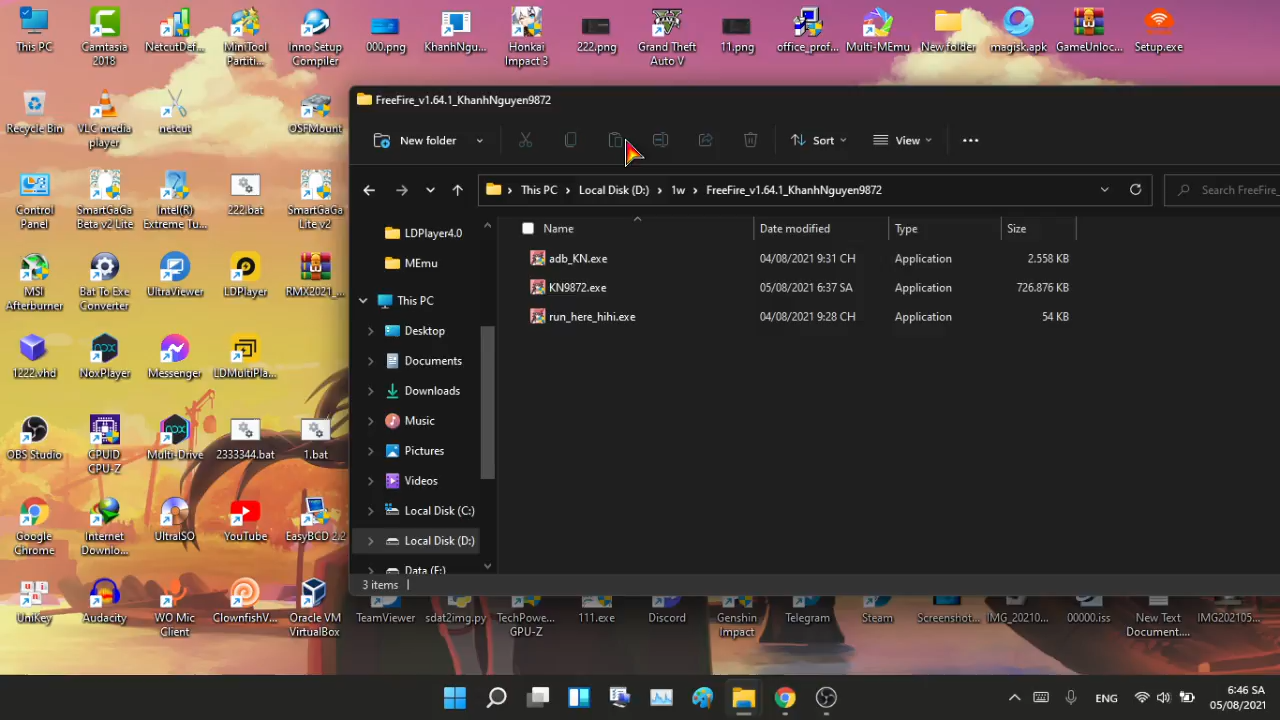 This PC
Camtasia
2018
NetcutDef...
MiniTool
Partiti...
Inno Setup
Compiler
000.png
KhanhNgu...
Honkai
Impact 3
222.png
Grand Theft
Auto V
11.png
office_prof...
Multi-MEmu
New folder
magisk.apk
GameUnloc...
Setup.exe
Recycle Bin
VLC media
player
netcut
OSFMount
Control
Panel
SmartGaGa
Beta v2 Lite
Intel(R)
Extreme Tu...
222.bat
SmartGaGa
Lite v2
MSI
Afterburner
Bat To Exe
Converter
UltraViewer
LDPlayer
RMX2021_...
1222.vhd
NoxPlayer
Messenger
LDMultiPla...
OBS Studio
CPUID
GPU-Z
Multi-Drive
2333344.bat
1.bat
Google
Chrome
Internet
Downlo...
UltraISO
YouTube
EasyBCD 2.2
UniKey
Audacity
WO Mic
Client
ClownfishV...
Oracle VM
VirtualBox
FreeFire_v1.64.1_KhanhNguyen9872
New folder
Sort
View
This PC
Local Disk (D:)
1w
FreeFire_v1.64.1_KhanhNguyen9872
Search FreeFire_
Name Date modified Type Size
adb_KN.exe 04/08/2021 9:31 CH Application 2.558 KB
KN9872.exe 05/08/2021 6:37 SA Application 726.876 KB
run_here_hihi.exe 04/08/2021 9:28 CH Application 54 KB
LDPlayer4.0
MEmu
This PC
Desktop
Documents
Downloads
Music
Pictures
Videos
Local Disk (C:)
Local Disk (D:)
Data (F:)
3 items
TeamViewer
sdat2img.py
TechPowe...
GPU-Z
111.exe
Discord
Genshin
Impact
Telegram
Steam
Screenshot...
IMG_20210...
00000.iss
New Text
Document....
IMG202105...
ENG
6:46 SA
05/08/2021